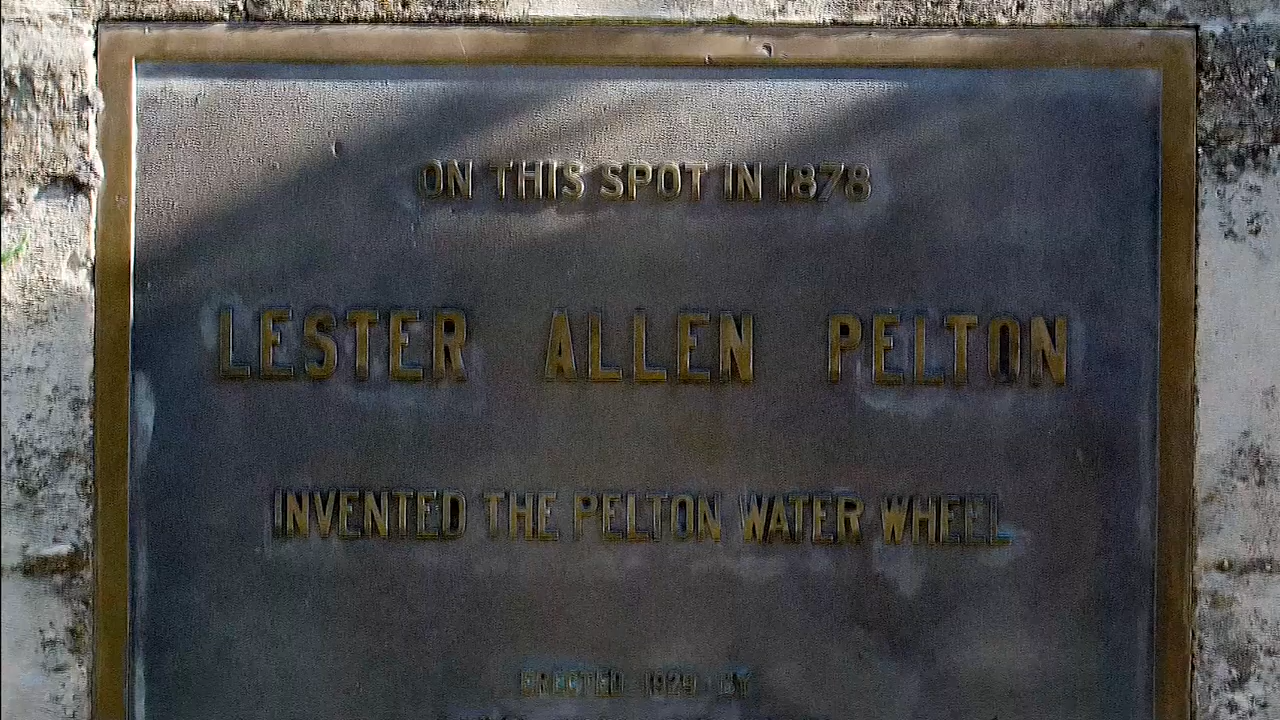 ON THIS SPOT IN 1878
LESTER ALLEN PELTON
INVENTED THE PELTON WATER WHEEL
ERECTED 1929 BY